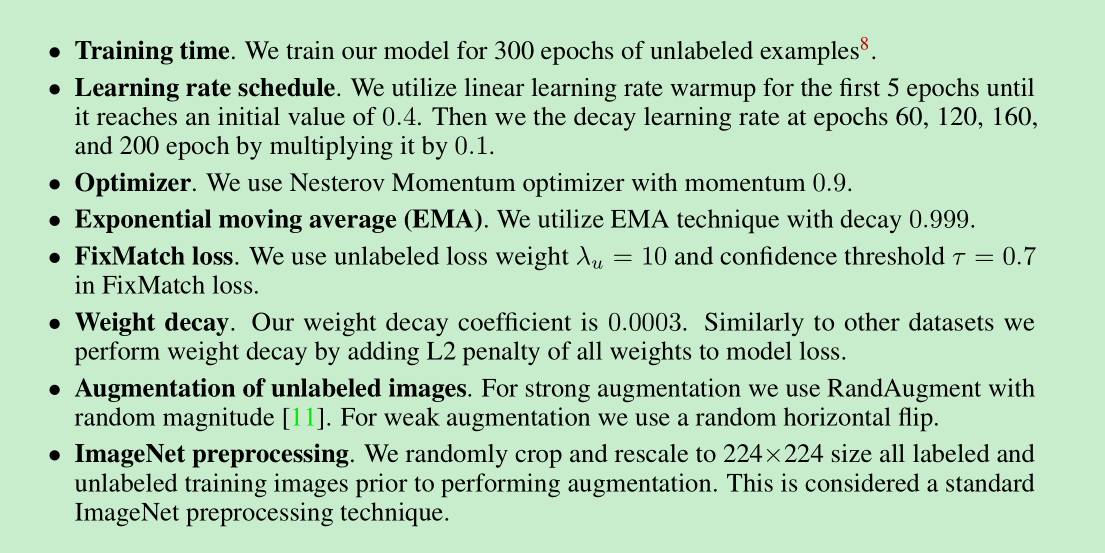 • Training time. We train our model for 300 epochs of unlabeled examples8.
• Learning rate schedule. We utilize linear learning rate warmup for the first 5 epochs until
it reaches an initial value of 0.4. Then we the decay learning rate at epochs 60, 120, 160,
and 200 epoch by multiplying it by 0.1.
• Optimizer. We use Nesterov Momentum optimizer with momentum 0.9.
• Exponential moving average (EMA). We utilize EMA technique with decay 0.999.
• FixMatch loss. We use unlabeled loss weight λu = 10 and confidence threshold τ = 0.7
in FixMatch loss.
• Weight decay. Our weight decay coefficient is 0.0003. Similarly to other datasets we
perform weight decay by adding L2 penalty of all weights to model loss.
• Augmentation of unlabeled images. For strong augmentation we use RandAugment with
random magnitude [11]. For weak augmentation we use a random horizontal flip.
• ImageNet preprocessing. We randomly crop and rescale to 224×224 size all labeled and
unlabeled training images prior to performing augmentation. This is considered a standard
ImageNet preprocessing technique.